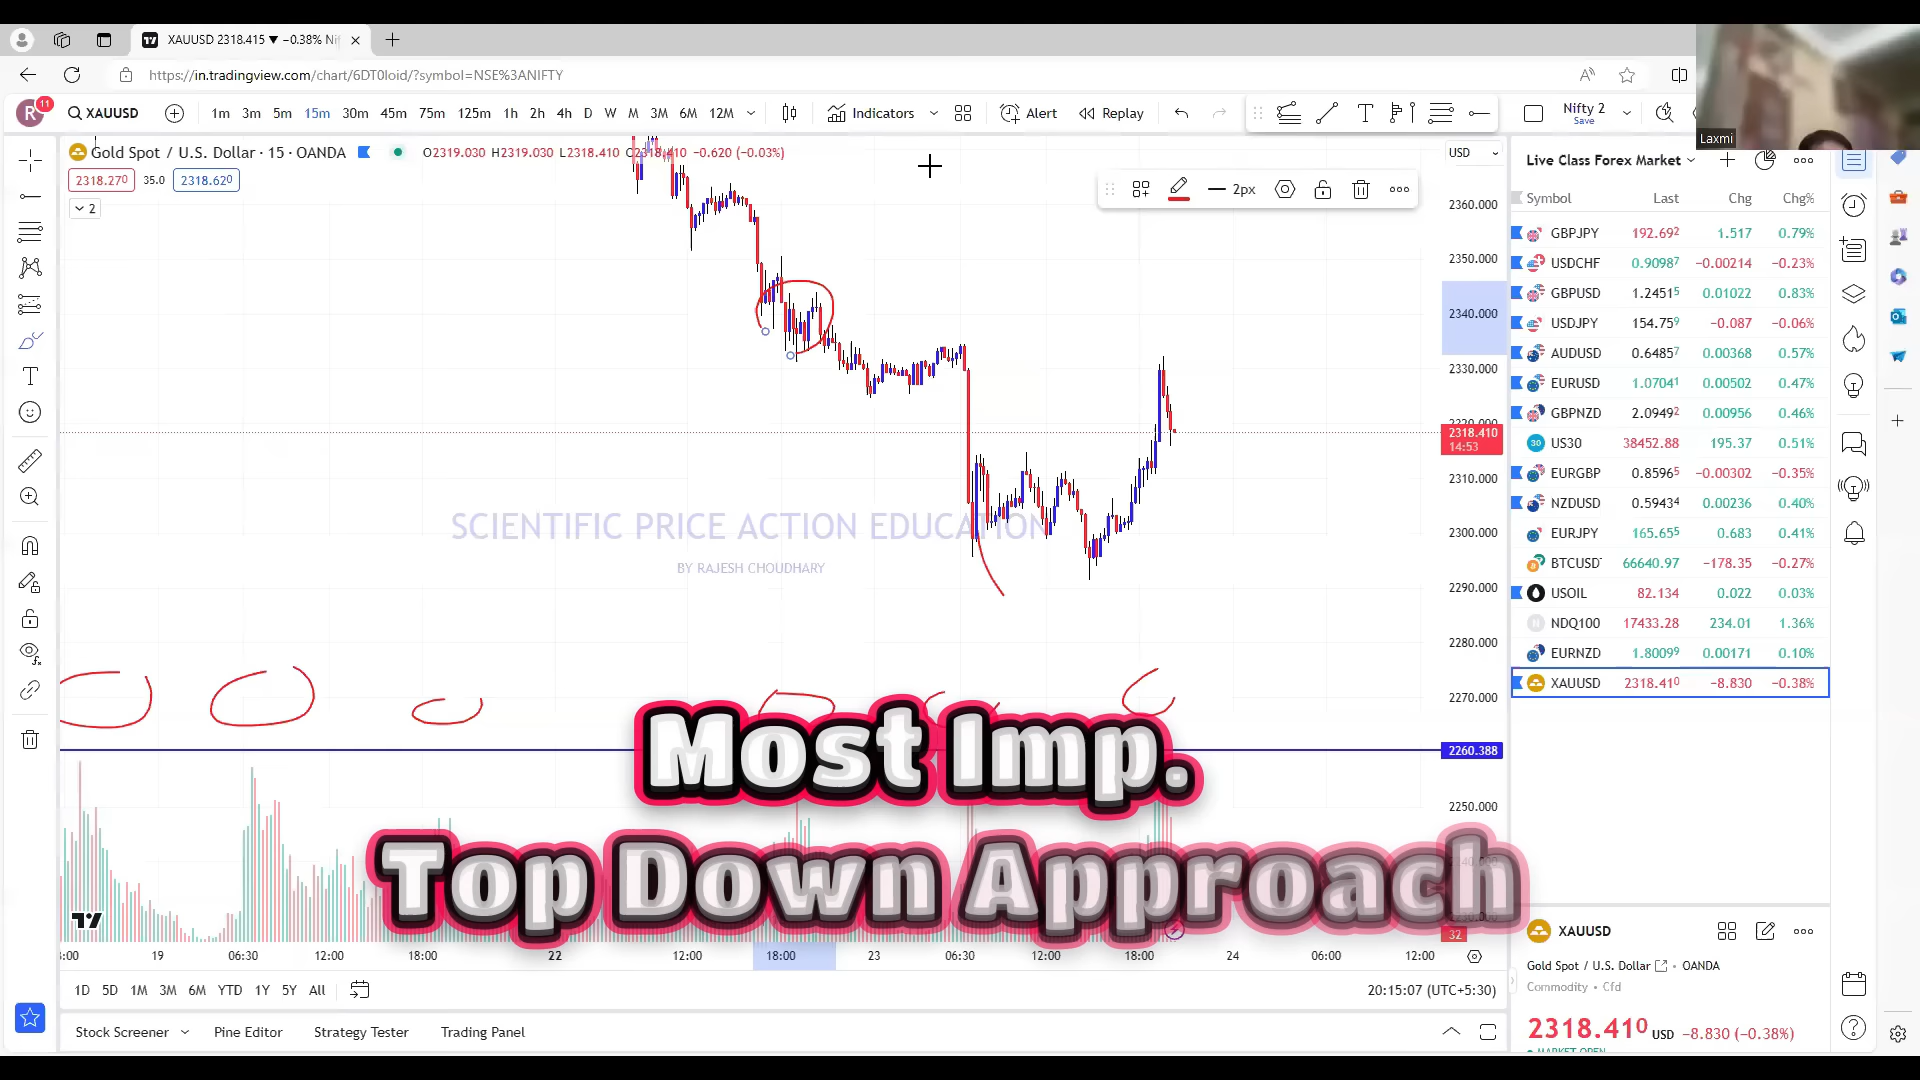 XAUUSD 2318.415 ▼ −0.38% Nif
https://in.tradingview.com/chart/6DT0loid/?symbol=NSE%3ANIFTY
R 11 XAUUSD 1m 3m 5m 15m 30m 45m 75m 125m 1h 2h 4h D W M 3M 6M 12M Indicators Alert Replay Nifty 2
Save
Laxmi
Gold Spot / U.S. Dollar · 15 · OANDA O2319.030 H2319.030 L2318.410 C2318.410 −0.620 (−0.03%)
2318.270 35.0 2318.620
2
USD
2px
2360.000
2350.000
2340.000
2330.000
2320.000
2318.410
14:53
2310.000
2300.000
2290.000
2280.000
2270.000
2260.388
2250.000
32
SCIENTIFIC PRICE ACTION EDUCATION
BY RAJESH CHOUDHARY
Most Imp.
Top Down Approach
19 06:30 12:00 18:00 22 12:00 18:00 23 06:30 12:00 18:00 24 06:00 12:00
1D 5D 1M 3M 6M YTD 1Y 5Y All
20:15:07 (UTC+5:30)
Stock Screener Pine Editor Strategy Tester Trading Panel
Live Class Forex Market
Symbol Last Chg Chg%
GBPJPY 192.692 1.517 0.79%
USDCHF 0.90987 −0.00214 −0.23%
GBPUSD 1.24515 0.01022 0.83%
USDJPY 154.759 −0.087 −0.06%
AUDUSD 0.64857 0.00368 0.57%
EURUSD 1.07041 0.00502 0.47%
GBPNZD 2.09492 0.00956 0.46%
30 US30 38452.88 195.37 0.51%
EURGBP 0.85965 −0.00302 −0.35%
NZDUSD 0.59434 0.00236 0.40%
EURJPY 165.655 0.683 0.41%
BTCUSD 66640.97 −178.35 −0.27%
USOIL 82.134 0.022 0.03%
NDQ100 17433.28 234.01 1.36%
EURNZD 1.80099 0.00171 0.10%
XAUUSD 2318.410 −8.830 −0.38%
XAUUSD
Gold Spot / U.S. Dollar · OANDA
Commodity · Cfd
2318.410 USD −8.830 (−0.38%)
MARKET OPEN